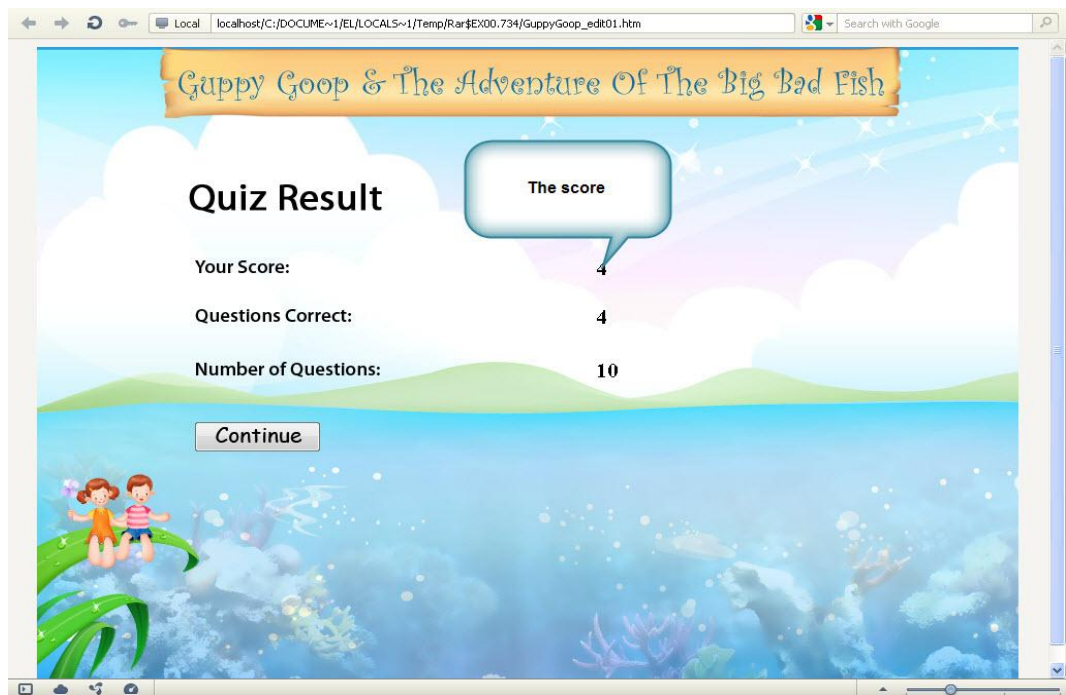 Local localhost/C:/DOCUME~1/EL/LOCALS~1/Temp/Rar$EX00.734/GuppyGoop_edit01.htm Search with Google
Guppy Goop & The Adventure Of The Big Bad Fish
The score
Quiz Result
Your Score: 4
Questions Correct: 4
Number of Questions: 10
Continue